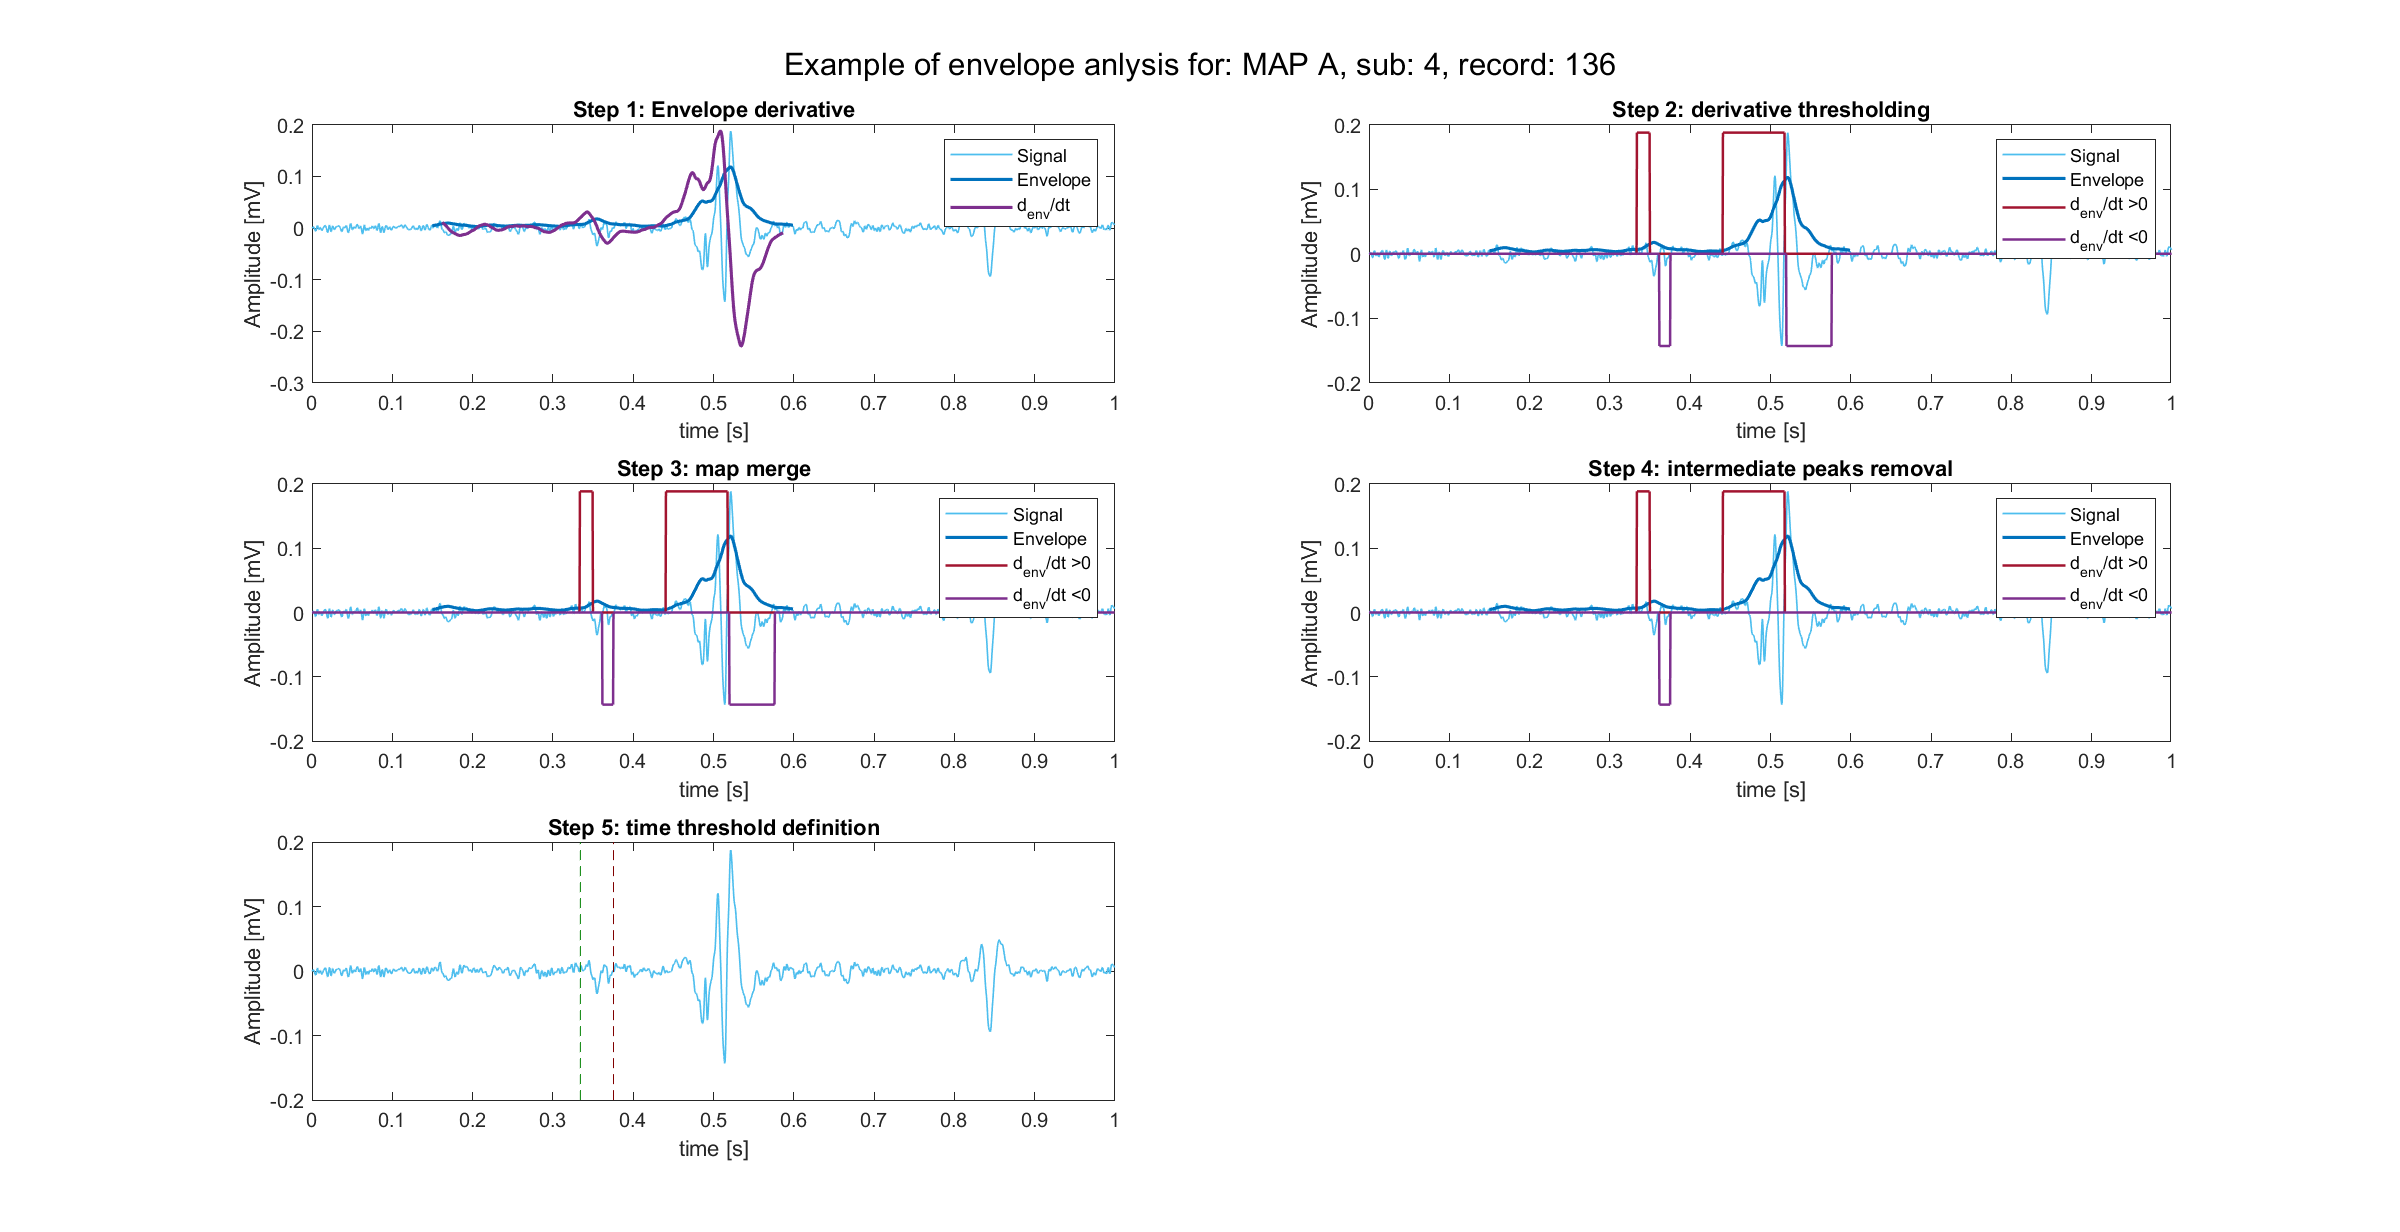 Example of envelope anlysis for: MAP A, sub: 4, record: 136
Step 1: Envelope derivative
0.2
0.1
0
-0.1
-0.2
-0.3
Amplitude [mV]
Signal
Envelope
d_env/dt
0 0.1 0.2 0.3 0.4 0.5 0.6 0.7 0.8 0.9 1
time [s]
Step 2: derivative thresholding
0.2
0.1
0
-0.1
-0.2
Amplitude [mV]
Signal
Envelope
d_env/dt >0
d_env/dt <0
0 0.1 0.2 0.3 0.4 0.5 0.6 0.7 0.8 0.9 1
time [s]
Step 3: map merge
0.2
0.1
0
-0.1
-0.2
Amplitude [mV]
Signal
Envelope
d_env/dt >0
d_env/dt <0
0 0.1 0.2 0.3 0.4 0.5 0.6 0.7 0.8 0.9 1
time [s]
Step 4: intermediate peaks removal
0.2
0.1
0
-0.1
-0.2
Amplitude [mV]
Signal
Envelope
d_env/dt >0
d_env/dt <0
0 0.1 0.2 0.3 0.4 0.5 0.6 0.7 0.8 0.9 1
time [s]
Step 5: time threshold definition
0.2
0.1
0
-0.1
-0.2
Amplitude [mV]
0 0.1 0.2 0.3 0.4 0.5 0.6 0.7 0.8 0.9 1
time [s]